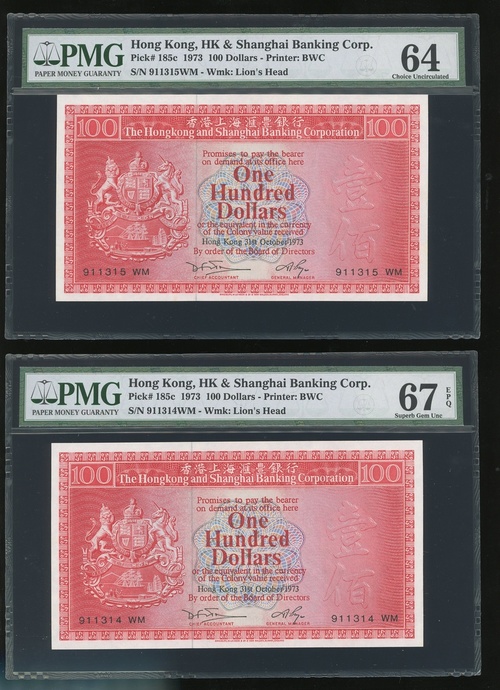 PMG
PAPER MONEY GUARANTY
Hong Kong, HK & Shanghai Banking Corp.
Pick# 185c 1973 100 Dollars - Printer: BWC
S/N 911315WM - Wmk: Lion's Head
64
Choice Uncirculated
100 香港上海滙豐銀行 100
The Hongkong and Shanghai Banking Corporation
Promises to pay the bearer
on demand at its office here
One
Hundred
Dollars
or the equivalent in the currency
of the Colony value received
Hong Kong 31st October 1973
By order of the Board of Directors
壹佰
CHIEF ACCOUNTANT
GENERAL MANAGER
911315 WM
911315 WM
PMG
PAPER MONEY GUARANTY
Hong Kong, HK & Shanghai Banking Corp.
Pick# 185c 1973 100 Dollars - Printer: BWC
S/N 911314WM - Wmk: Lion's Head
67 EPQ
Superb Gem Unc
100 香港上海滙豐銀行 100
The Hongkong and Shanghai Banking Corporation
Promises to pay the bearer
on demand at its office here
One
Hundred
Dollars
or the equivalent in the currency
of the Colony value received
Hong Kong 31st October 1973
By order of the Board of Directors
壹佰
CHIEF ACCOUNTANT
GENERAL MANAGER
911314 WM
911314 WM